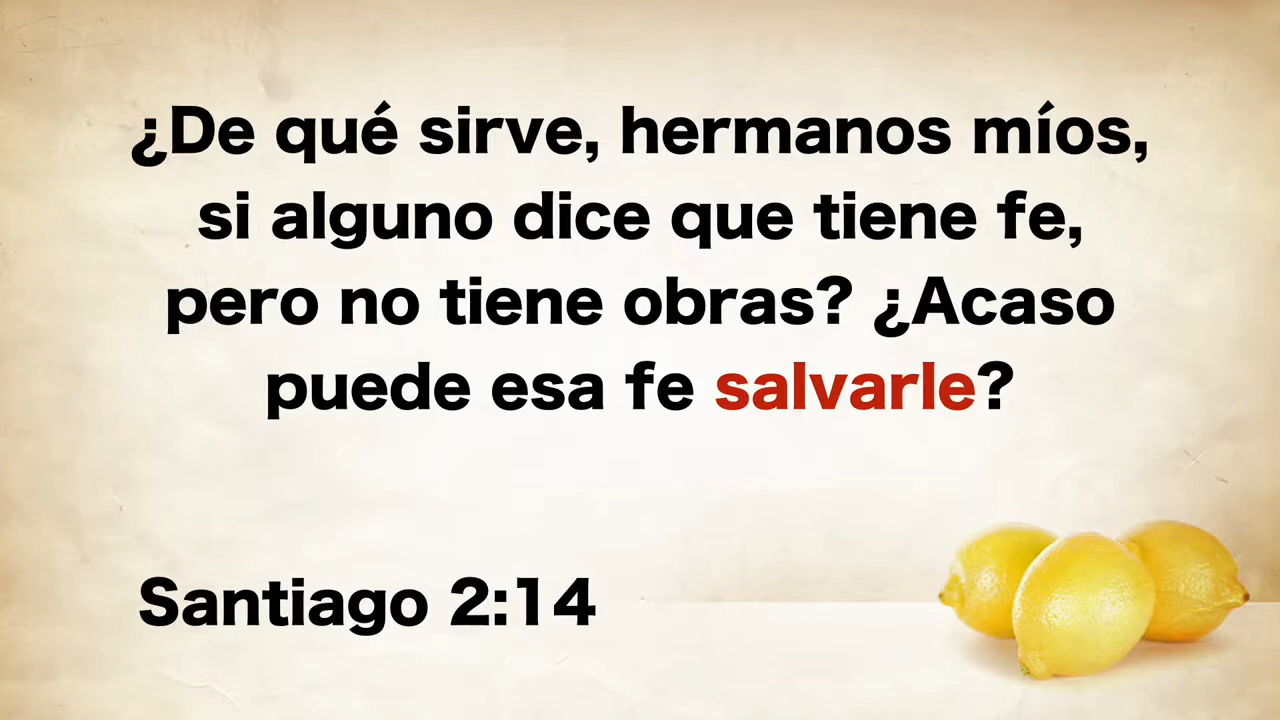 ¿De qué sirve, hermanos míos,
si alguno dice que tiene fe,
pero no tiene obras? ¿Acaso
puede esa fe salvarle?
Santiago 2:14